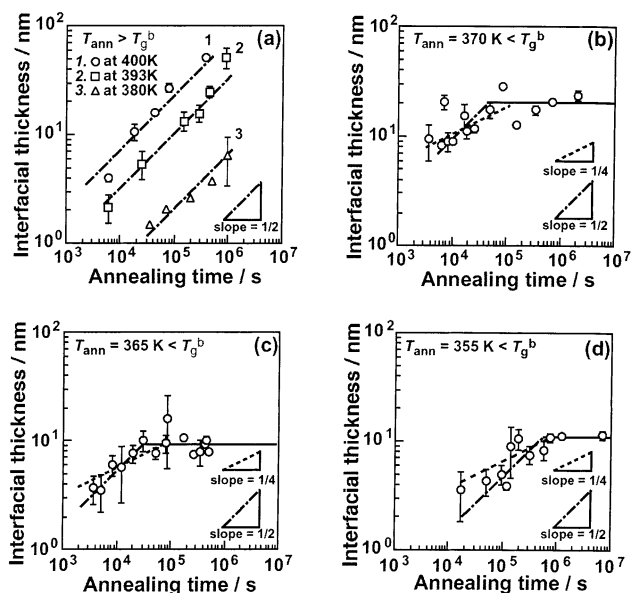 Interfacial thickness / nm
10²
10¹
10⁰
T_ann > T_g^b
(a)
1. ○ at 400K
2. □ at 393K
3. △ at 380K
1
2
3
slope = 1/2
10³ 10⁴ 10⁵ 10⁶ 10⁷
Annealing time / s
Interfacial thickness / nm
10²
10¹
10⁰
T_ann = 370 K < T_g^b
(b)
slope = 1/4
slope = 1/2
10³ 10⁴ 10⁵ 10⁶ 10⁷
Annealing time / s
Interfacial thickness / nm
10²
10¹
10⁰
T_ann = 365 K < T_g^b
(c)
slope = 1/4
slope = 1/2
10³ 10⁴ 10⁵ 10⁶ 10⁷
Annealing time / s
Interfacial thickness / nm
10²
10¹
10⁰
T_ann = 355 K < T_g^b
(d)
slope = 1/4
slope = 1/2
10³ 10⁴ 10⁵ 10⁶ 10⁷
Annealing time / s